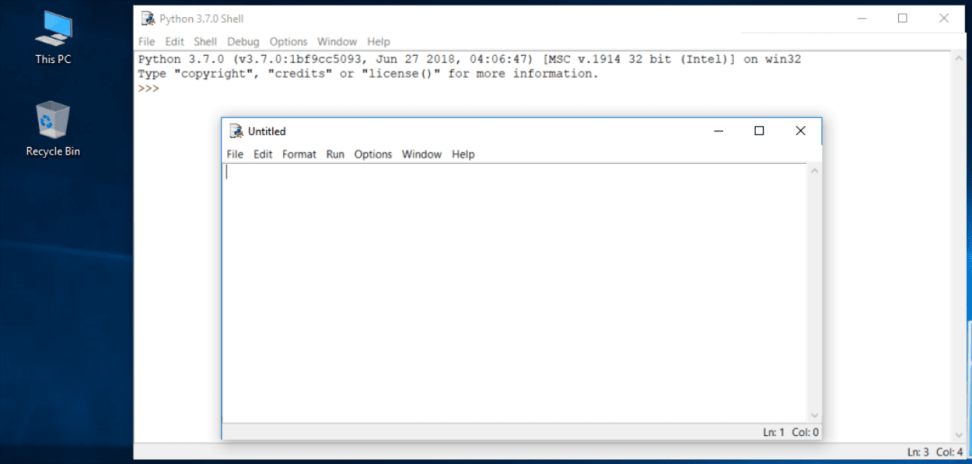 This PC
Recycle Bin
Python 3.7.0 Shell
File Edit Shell Debug Options Window Help
Python 3.7.0 (v3.7.0:1bf9cc5093, Jun 27 2018, 04:06:47) [MSC v.1914 32 bit (Intel)] on win32
Type "copyright", "credits" or "license()" for more information.
>>>
Untitled
File Edit Format Run Options Window Help
Ln: 1 Col: 0
Ln: 3 Col: 4